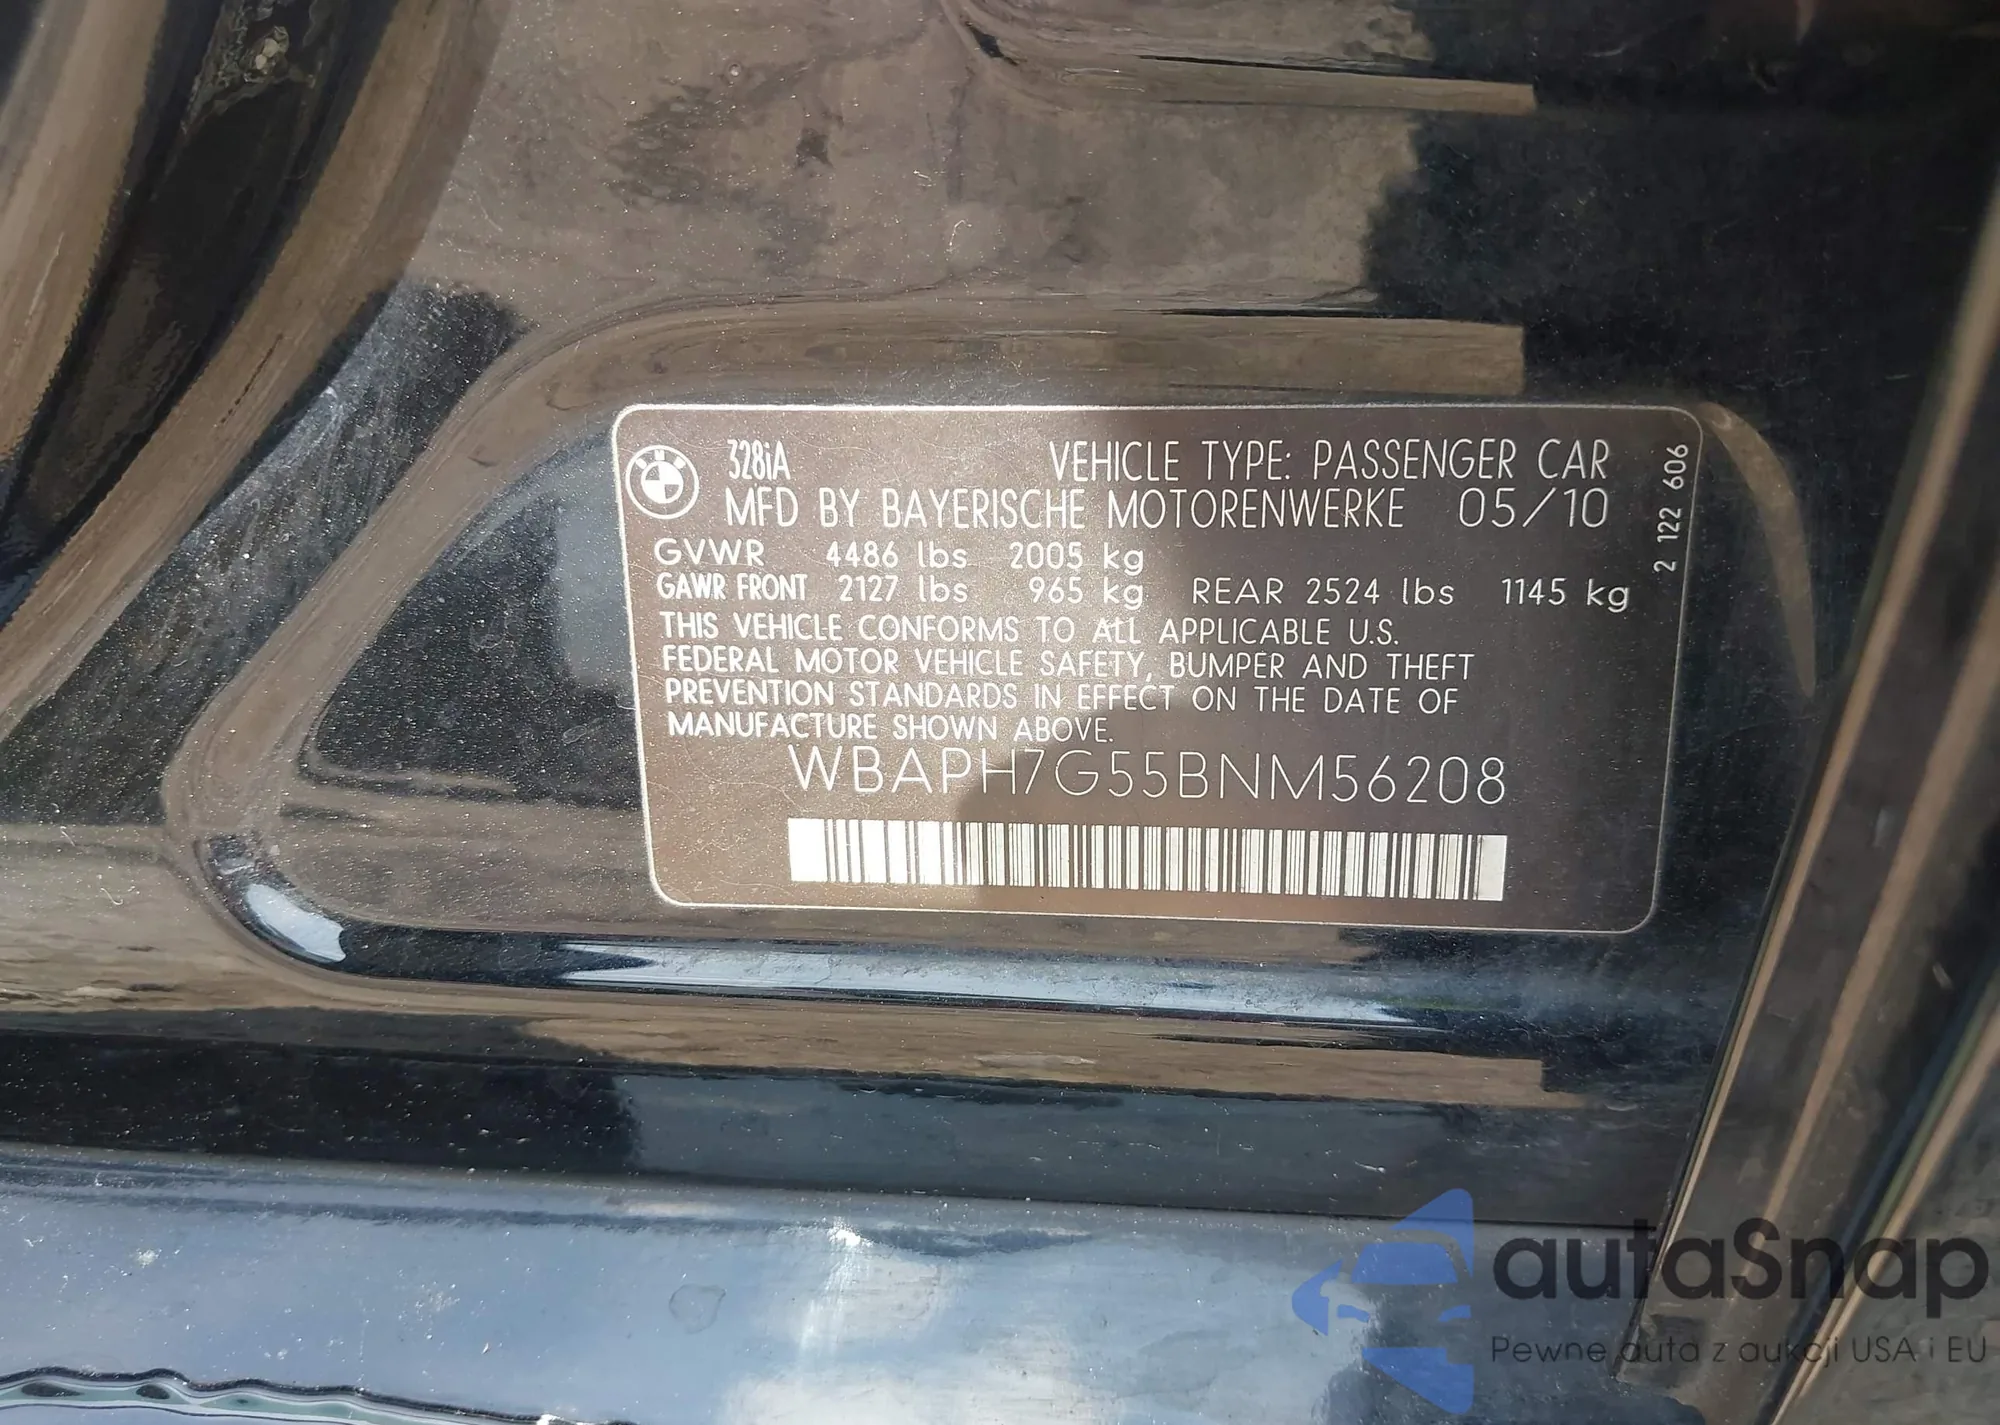 BMW
328iA VEHICLE TYPE: PASSENGER CAR
MFD BY BAYERISCHE MOTORENWERKE 05/10
GVWR 4486 lbs 2005 kg
GAWR FRONT 2127 lbs 965 kg REAR 2524 lbs 1145 kg
THIS VEHICLE CONFORMS TO ALL APPLICABLE U.S.
FEDERAL MOTOR VEHICLE SAFETY, BUMPER AND THEFT
PREVENTION STANDARDS IN EFFECT ON THE DATE OF
MANUFACTURE SHOWN ABOVE.
WBAPH7G55BNM56208
2 122 606
autaSnap
Pewne auta z aukcji USA i EU